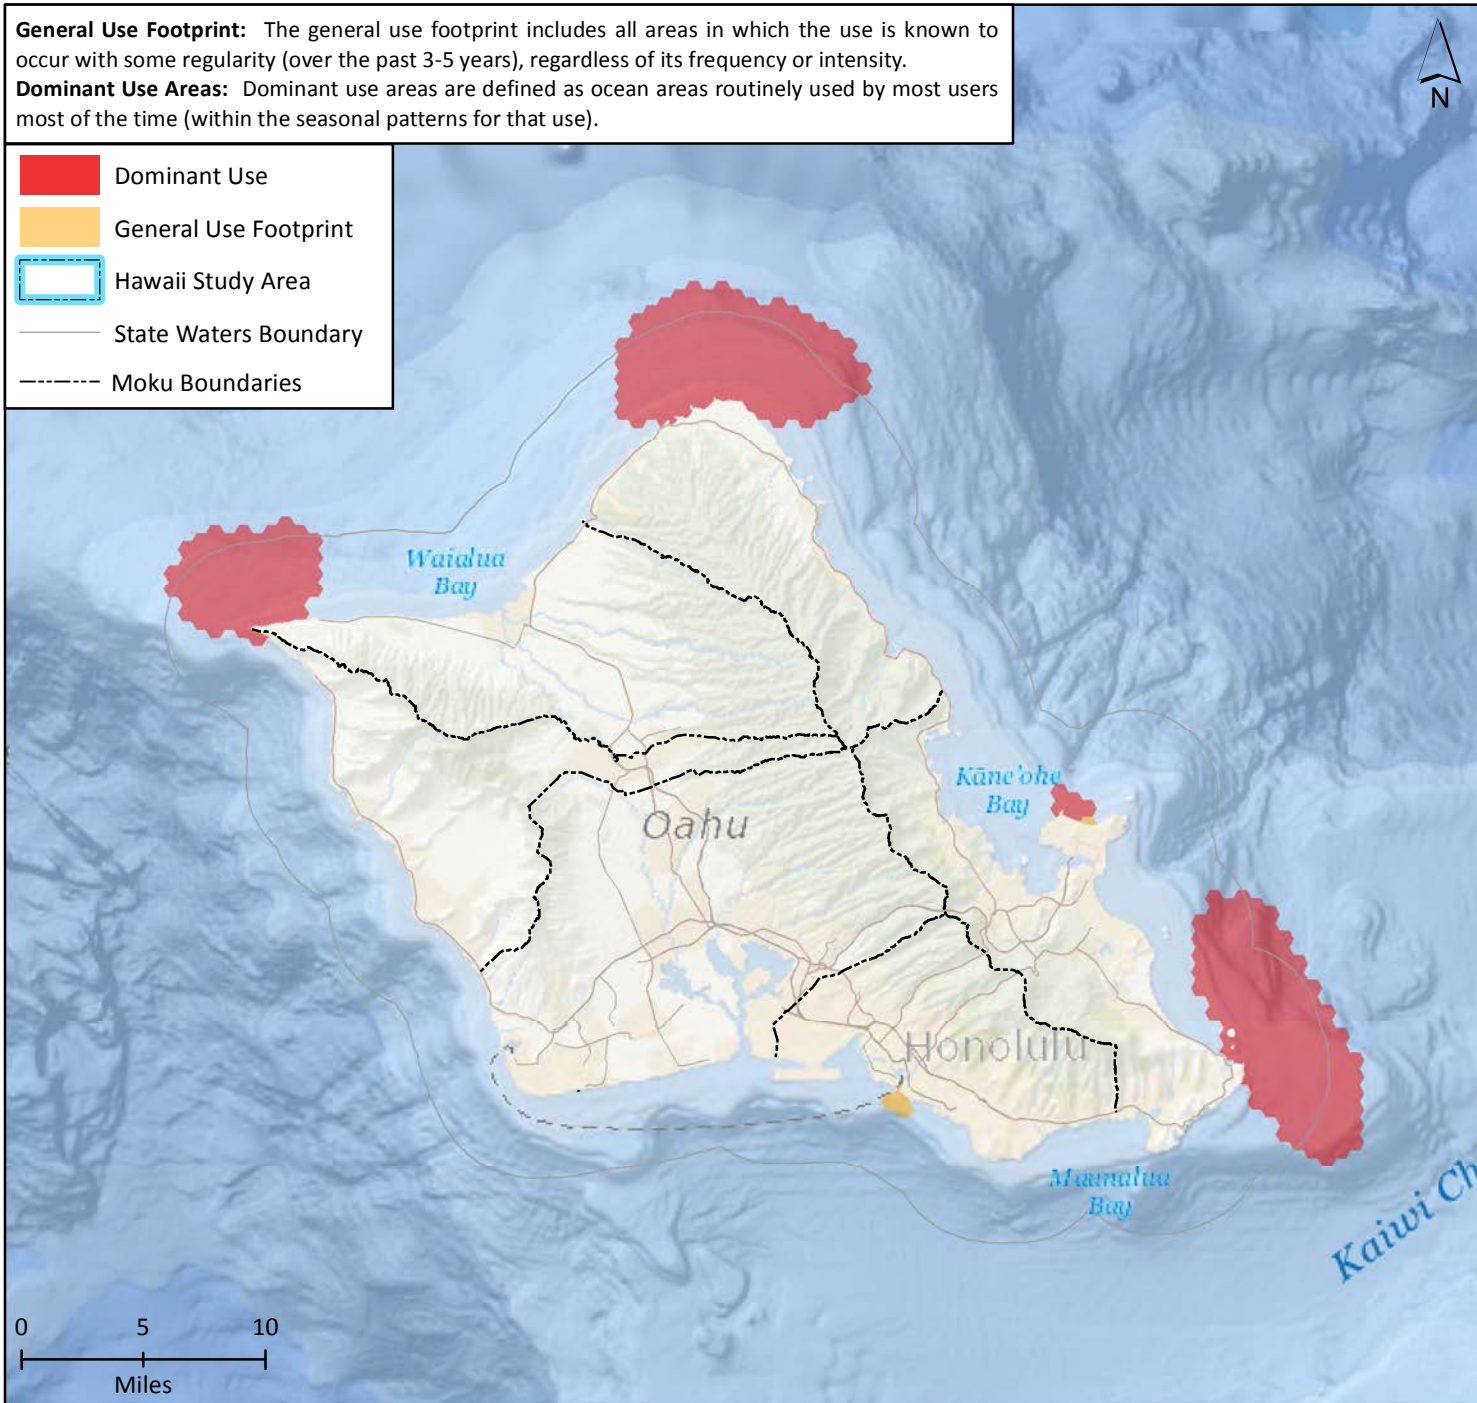 General Use Footprint: The general use footprint includes all areas in which the use is known to
occur with some regularity (over the past 3-5 years), regardless of its frequency or intensity.
Dominant Use Areas: Dominant use areas are defined as ocean areas routinely used by most users
most of the time (within the seasonal patterns for that use).
N
Dominant Use
General Use Footprint
Hawaii Study Area
State Waters Boundary
Moku Boundaries
Waialua
Bay
Kāne'ohe
Bay
Oahu
Honolulu
Maunalua
Bay
Kaiwi Ch
0 5 10
Miles